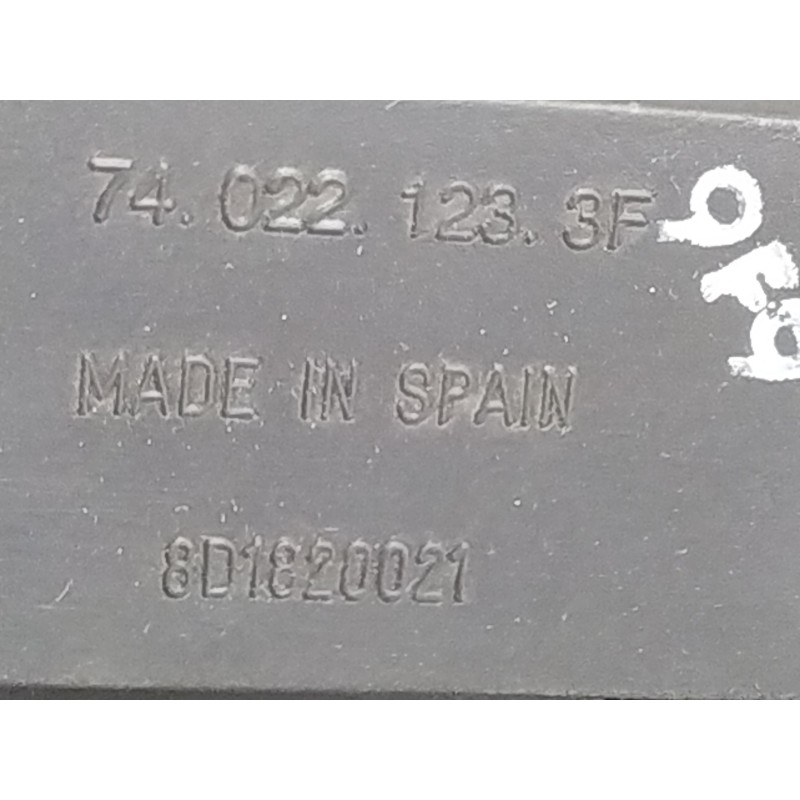 74. 022. 123. 3F
MADE IN SPAIN
8D1820021